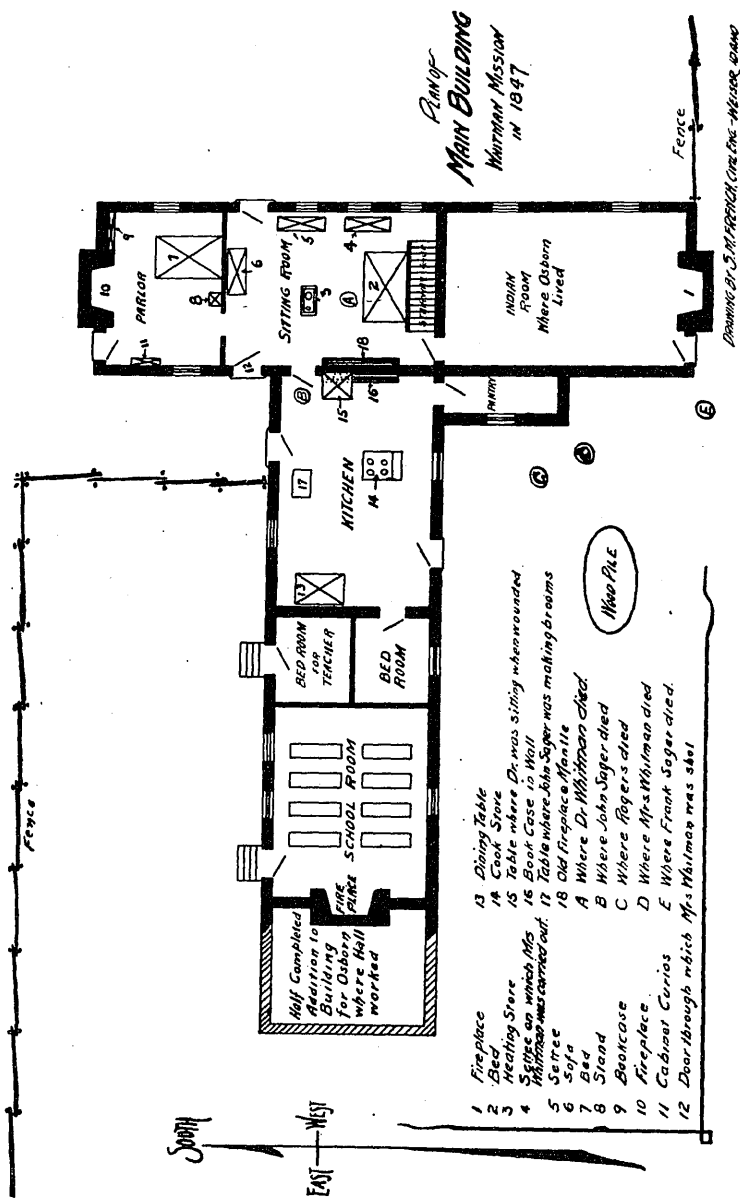 PLAN OF
MAIN BUILDING
WHITMAN MISSION
IN 1847
Fence
DRAWING BY S.M. FRENCH, CIVIL ENG. - WEISER IDAHO
9
10
7
PARLOR
8
11
6
12
5
4
SITTING ROOM
3
A
2
STAIRWAY
18
INDIAN
ROOM
Where Osborn
Lived
1
B
15
16
PANTRY
E
17
KITCHEN
14
C
13
WOOD PILE
BED ROOM
FOR
TEACHER
BED
ROOM
SCHOOL ROOM
FIRE
PLACE
Half Completed
Addition to
Building
for Osborn
where Hall
worked
Fence
SOUTH
EAST
WEST
1 Fireplace
2 Bed
3 Heating Stove
4 Settee on which Mrs
Whitman was carried out.
5 Settee
6 Sofa
7 Bed
8 Stand
9 Bookcase
10 Fireplace
11 Cabinet Curios
12 Door through which Mrs Whitman was shot
13 Dining Table
14 Cook Stove
15 Table where Dr. was sitting when wounded
16 Book Case in Wall
17 Table where John Sager was making brooms
18 Old Fireplace Mantle
A Where Dr Whitman died.
B Where John Sager died
C Where Rogers died
D Where Mrs Whitman died
E Where Frank Sager died.